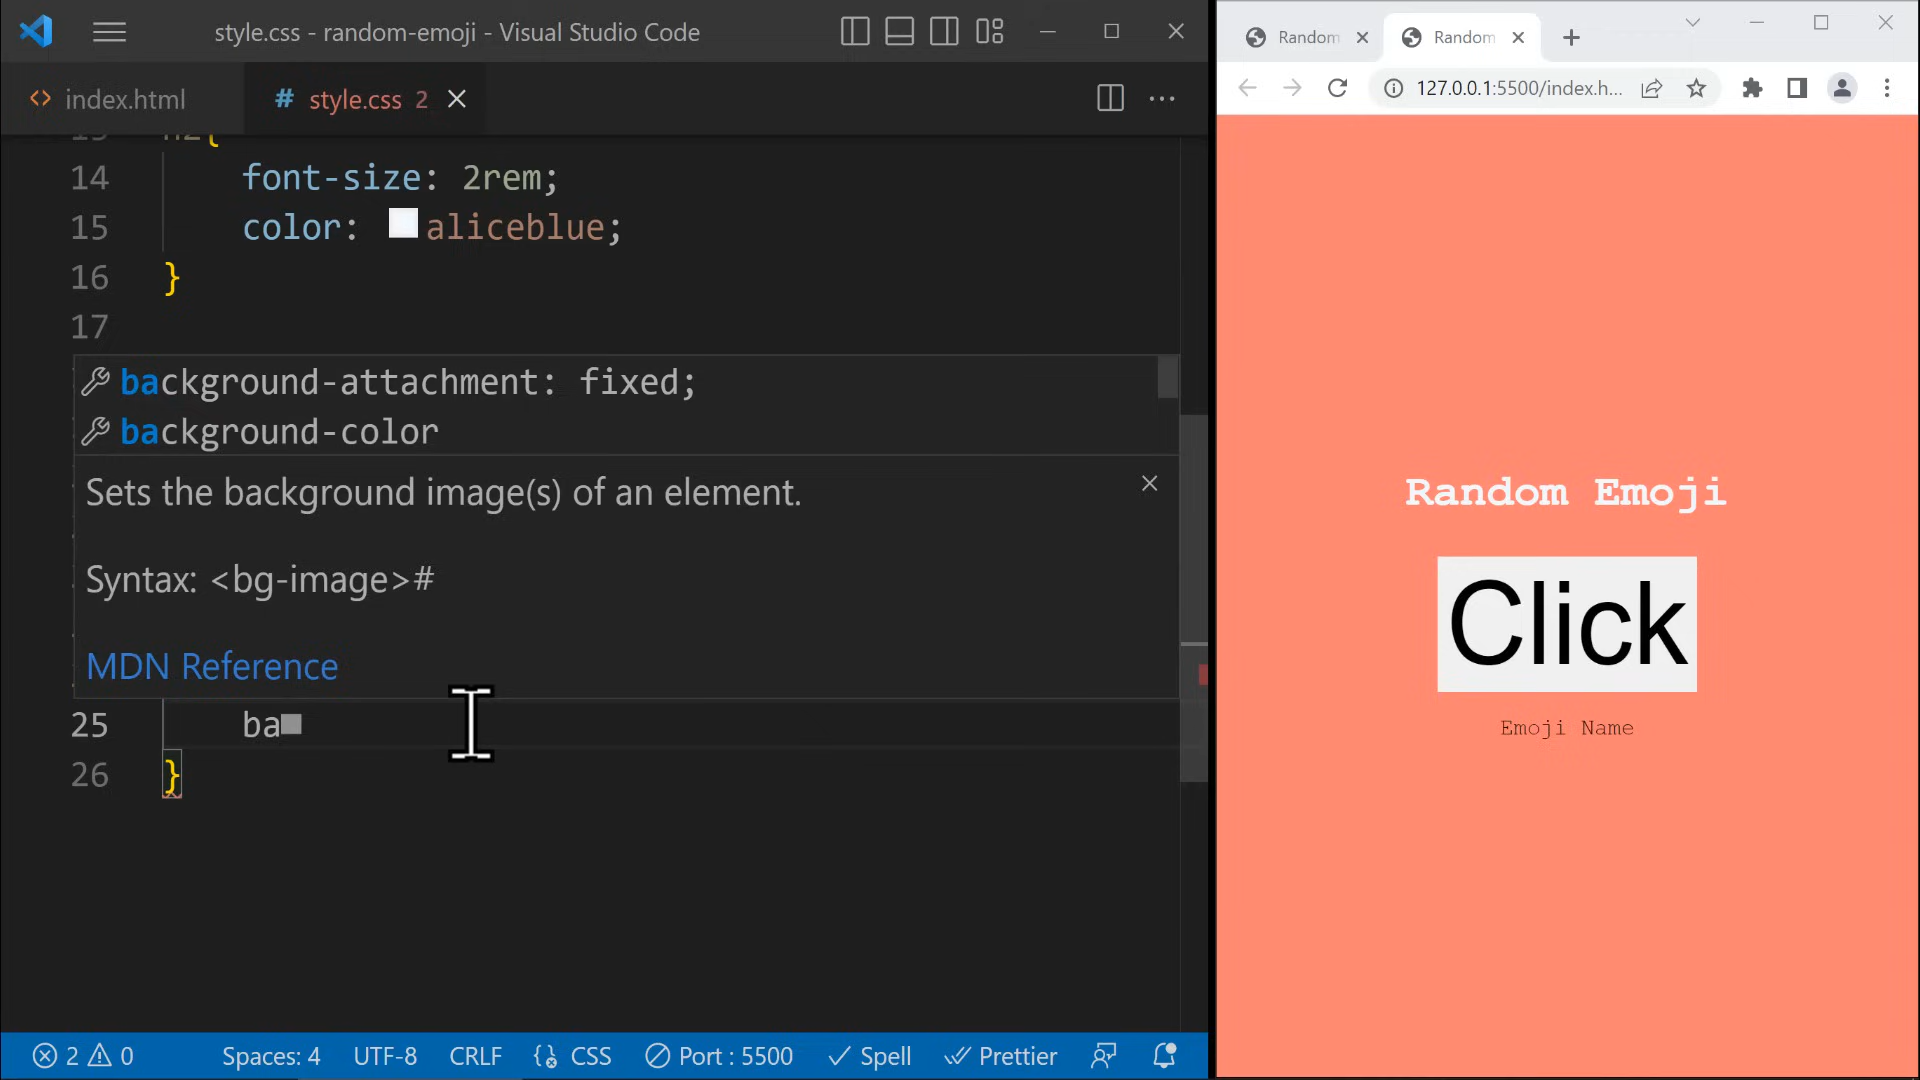 style.css - random-emoji - Visual Studio Code
index.html
# style.css 2
14 font-size: 2rem;
15 color: aliceblue;
16 }
17
background-attachment: fixed;
background-color
Sets the background image(s) of an element.
Syntax: <bg-image>#
MDN Reference
25 ba
26 }
2 0 Spaces: 4 UTF-8 CRLF CSS Port : 5500 Spell Prettier
Random Random
127.0.0.1:5500/index.h...
Random Emoji
Click
Emoji Name